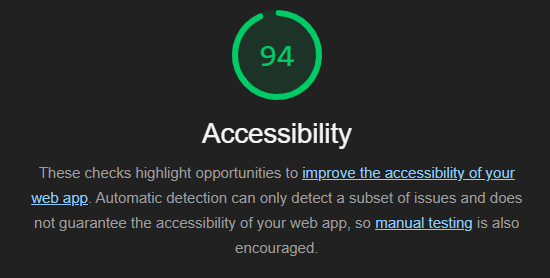 94
Accessibility
These checks highlight opportunities to improve the accessibility of your
web app. Automatic detection can only detect a subset of issues and does
not guarantee the accessibility of your web app, so manual testing is also
encouraged.